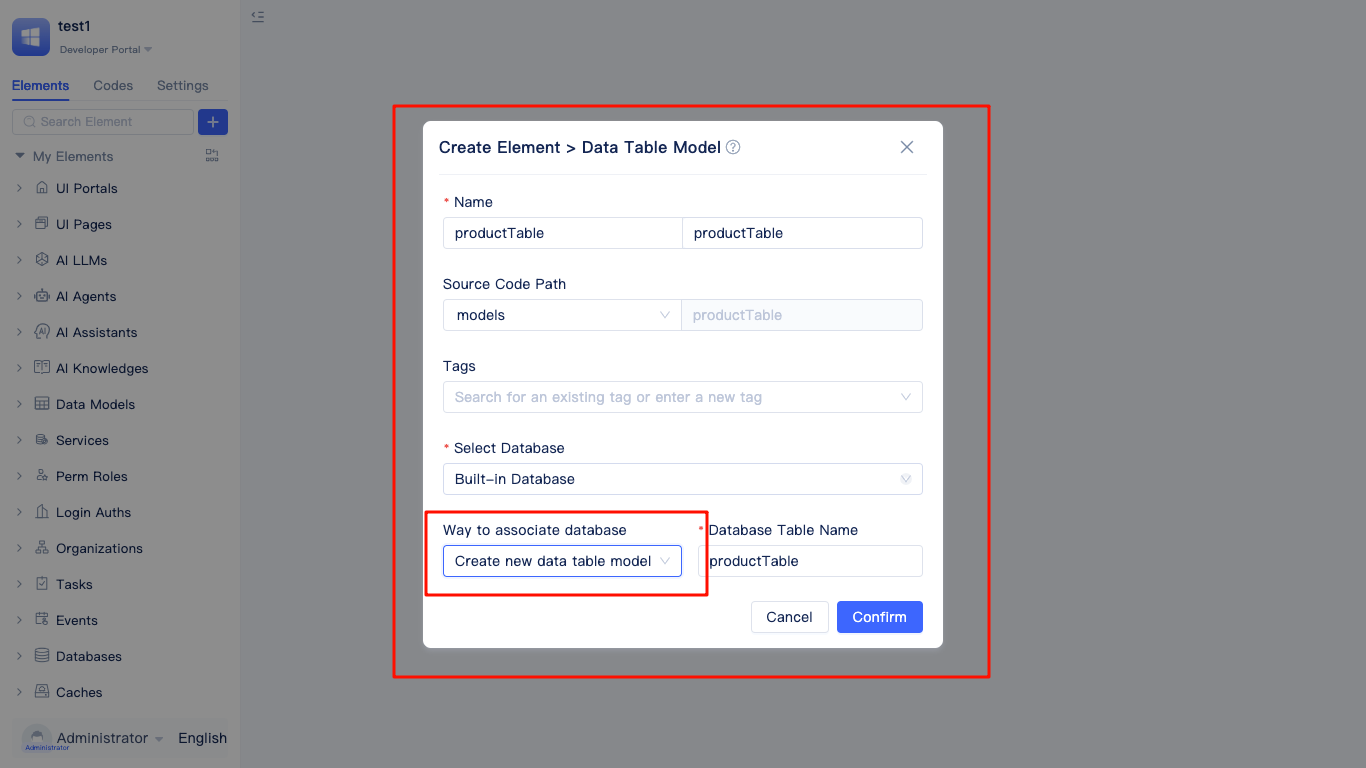 test1
Developer Portal
Elements Codes Settings
Search Element
My Elements
UI Portals
UI Pages
AI LLMs
AI Agents
AI Assistants
AI Knowledges
Data Models
Services
Perm Roles
Login Auths
Organizations
Tasks
Events
Databases
Caches
Administrator
Administrator
English
Create Element > Data Table Model
* Name
productTable productTable
Source Code Path
models productTable
Tags
Search for an existing tag or enter a new tag
* Select Database
Built-in Database
Way to associate database * Database Table Name
Create new data table model productTable
Cancel Confirm